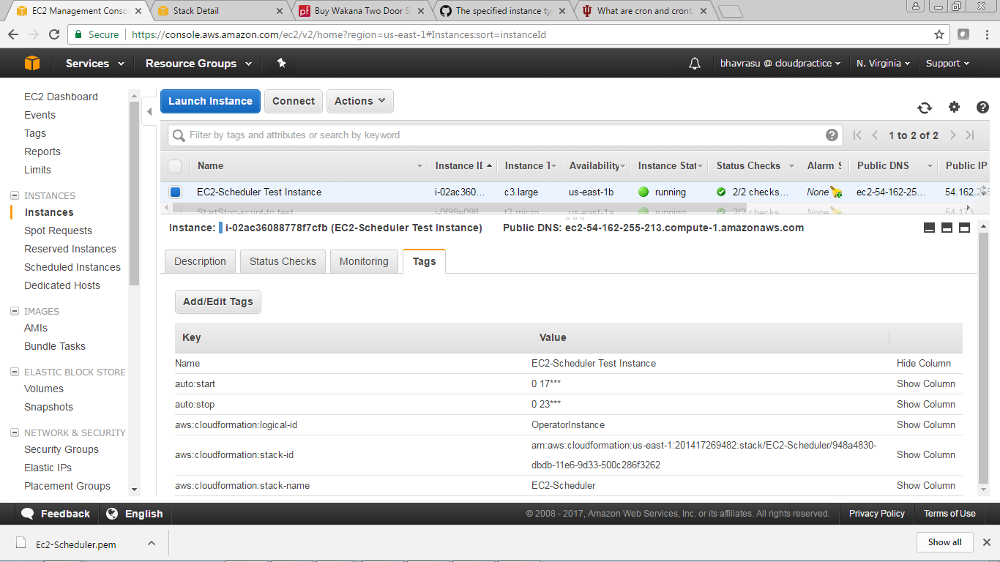 EC2 Management Conso
Stack Detail
Buy Wakana Two Door S
The specified instance ty
What are cron and cront
Secure
https://console.aws.amazon.com/ec2/v2/home?region=us-east-1#Instances:sort=instanceId
Services
Resource Groups
bhavrasu @ cloudpractice
N. Virginia
Support
EC2 Dashboard
Events
Tags
Reports
Limits
INSTANCES
Instances
Spot Requests
Reserved Instances
Scheduled Instances
Dedicated Hosts
IMAGES
AMIs
Bundle Tasks
ELASTIC BLOCK STORE
Volumes
Snapshots
NETWORK & SECURITY
Security Groups
Elastic IPs
Placement Groups
Launch Instance
Connect
Actions
Filter by tags and attributes or search by keyword
1 to 2 of 2
Name Instance ID Instance T Availability Instance Stat Status Checks Alarm S Public DNS Public IP
EC2-Scheduler Test Instance i-02ac360... c3.large us-east-1b running 2/2 checks... None ec2-54-162-25... 54.162.25
StartStop-script-to test i-0f99e098 t2.micro us-east-1a running 2/2 checks None 54.173
Instance: i-02ac36088778f7cfb (EC2-Scheduler Test Instance) Public DNS: ec2-54-162-255-213.compute-1.amazonaws.com
Description
Status Checks
Monitoring
Tags
Add/Edit Tags
Key Value
Name EC2-Scheduler Test Instance Hide Column
auto:start 0 17*** Show Column
auto:stop 0 23*** Show Column
aws:cloudformation:logical-id OperatorInstance Show Column
aws:cloudformation:stack-id arn:aws:cloudformation:us-east-1:201417269482:stack/EC2-Scheduler/948a4830-
dbdb-11e6-9d33-500c286f3262 Show Column
aws:cloudformation:stack-name EC2-Scheduler Show Column
Feedback
English
© 2008 - 2017, Amazon Web Services, Inc. or its affiliates. All rights reserved.
Privacy Policy
Terms of Use
Ec2-Scheduler.pem
Show all